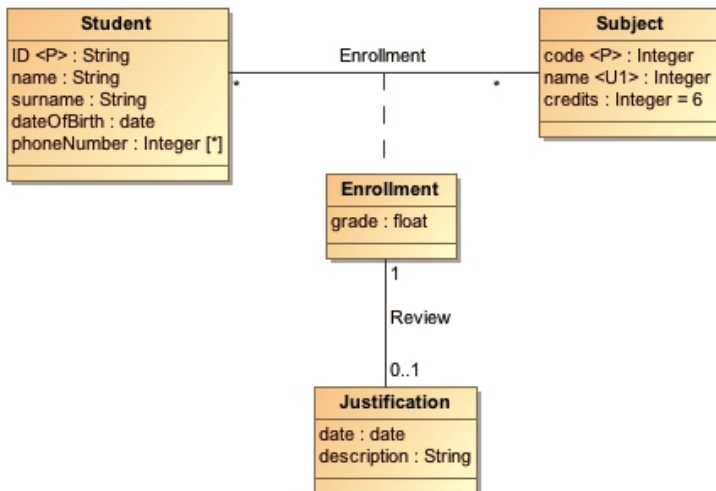 Student
ID <P> : String
name : String
surname : String
dateOfBirth : date
phoneNumber : Integer [*]
Enrollment
*
*
Subject
code <P> : Integer
name <U1> : Integer
credits : Integer = 6
Enrollment
grade : float
1
Review
0..1
Justification
date : date
description : String